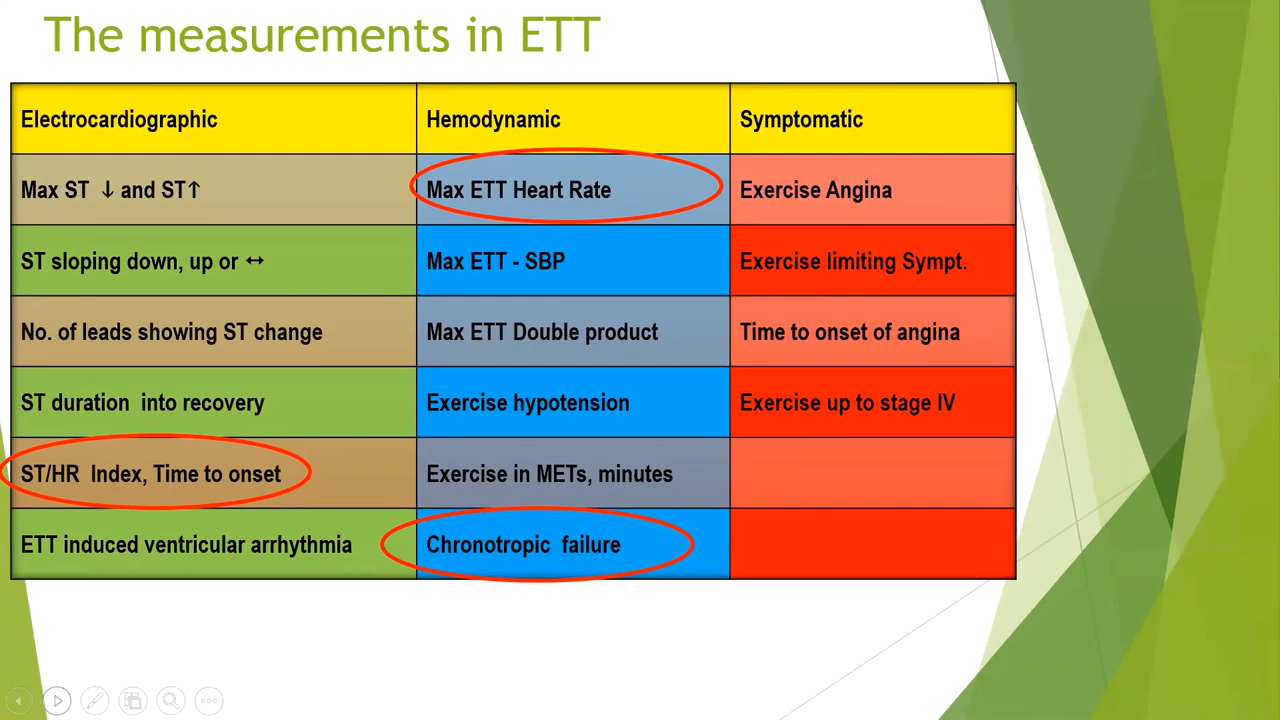 The measurements in ETT
Electrocardiographic Hemodynamic Symptomatic
Max ST ↓ and ST↑ Max ETT Heart Rate Exercise Angina
ST sloping down, up or ↔ Max ETT - SBP Exercise limiting Sympt.
No. of leads showing ST change Max ETT Double product Time to onset of angina
ST duration into recovery Exercise hypotension Exercise up to stage IV
ST/HR Index, Time to onset Exercise in METs, minutes
ETT induced ventricular arrhythmia Chronotropic failure